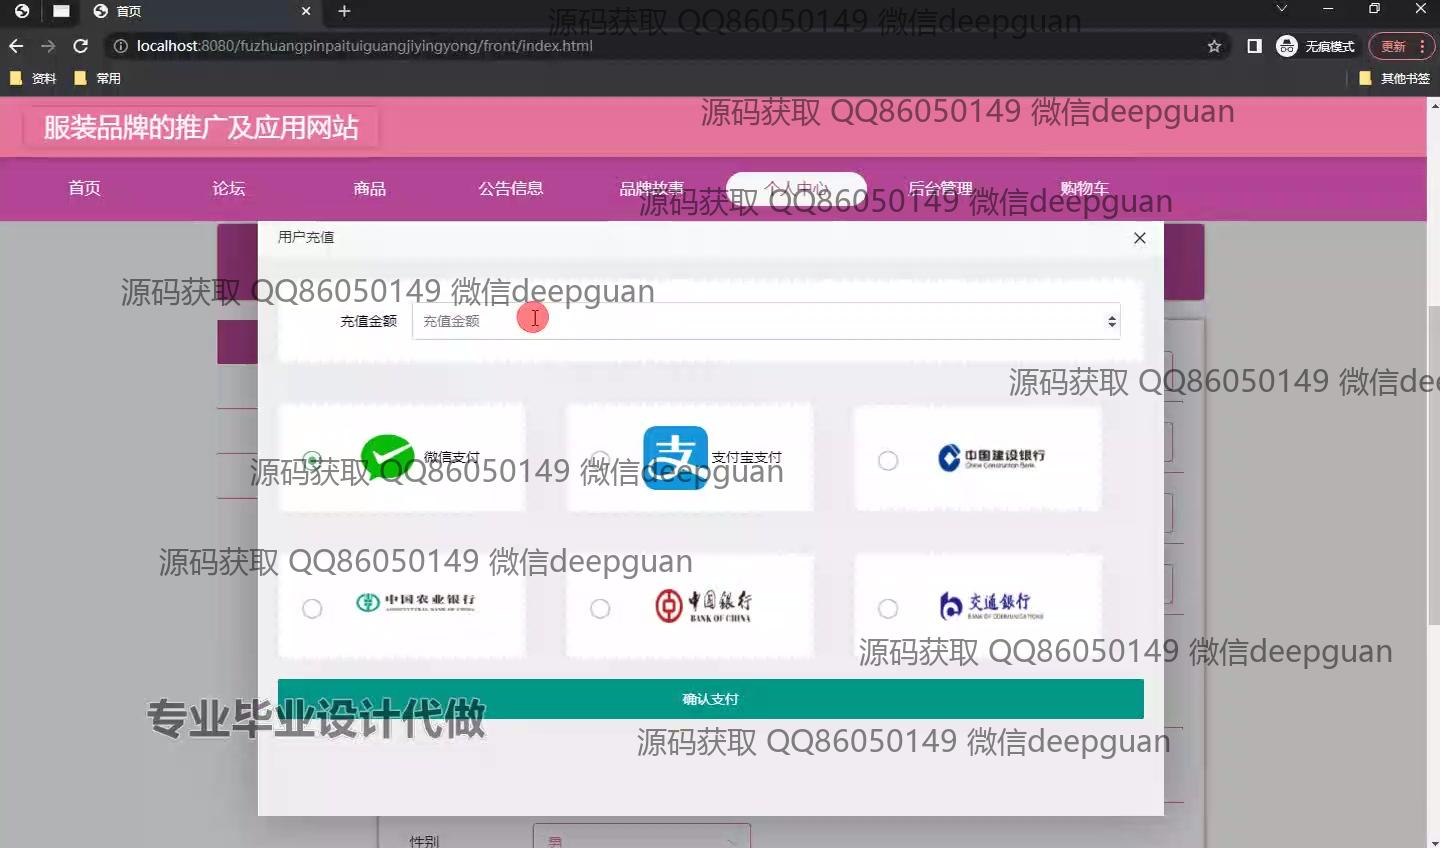 首页
源码获取 QQ86050149 微信deepguan
localhost:8080/fuzhuangpinpaituiguangjiyingyong/front/index.html
无痕模式
更新
资料
常用
其他书签
服装品牌的推广及应用网站
源码获取 QQ86050149 微信deepguan
首页
论坛
商品
公告信息
品牌故事
个人中心
后台管理
购物车
源码获取 QQ86050149 微信deepguan
用户充值
源码获取 QQ86050149 微信deepguan
充值金额
充值金额
源码获取 QQ86050149 微信de
微信支付
支
支付宝支付
中国建设银行
China Construction Bank
源码获取 QQ86050149 微信deepguan
源码获取 QQ86050149 微信deepguan
中国农业银行
AGRICULTURAL BANK OF CHINA
中国银行
BANK OF CHINA
交通银行
BANK OF COMMUNICATIONS
源码获取 QQ86050149 微信deepguan
确认支付
专业毕业设计代做
源码获取 QQ86050149 微信deepguan
性别
男